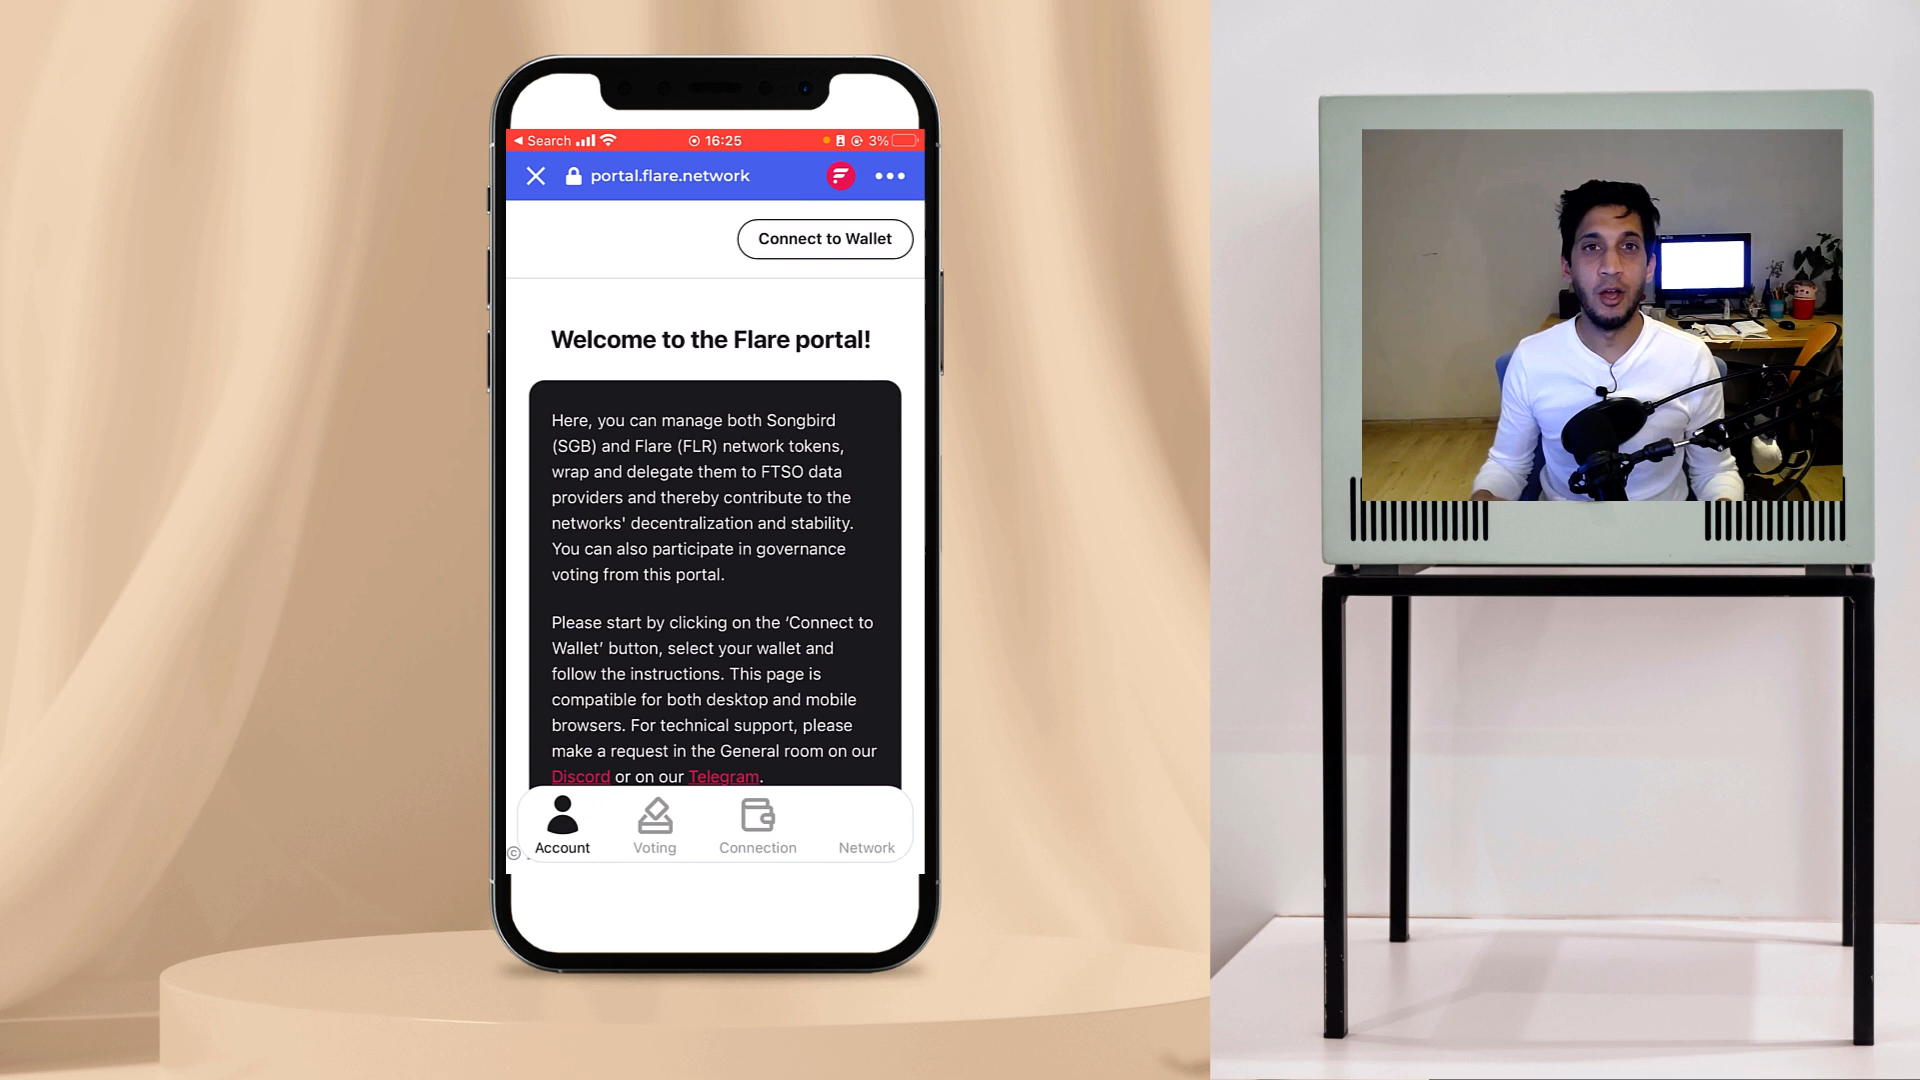 Search
16:25
3%
portal.flare.network
Connect to Wallet
Welcome to the Flare portal!
Here, you can manage both Songbird
(SGB) and Flare (FLR) network tokens,
wrap and delegate them to FTSO data
providers and thereby contribute to the
networks' decentralization and stability.
You can also participate in governance
voting from this portal.
Please start by clicking on the ‘Connect to
Wallet’ button, select your wallet and
follow the instructions. This page is
compatible for both desktop and mobile
browsers. For technical support, please
make a request in the General room on our
Discord or on our Telegram.
Account
Voting
Connection
Network
©